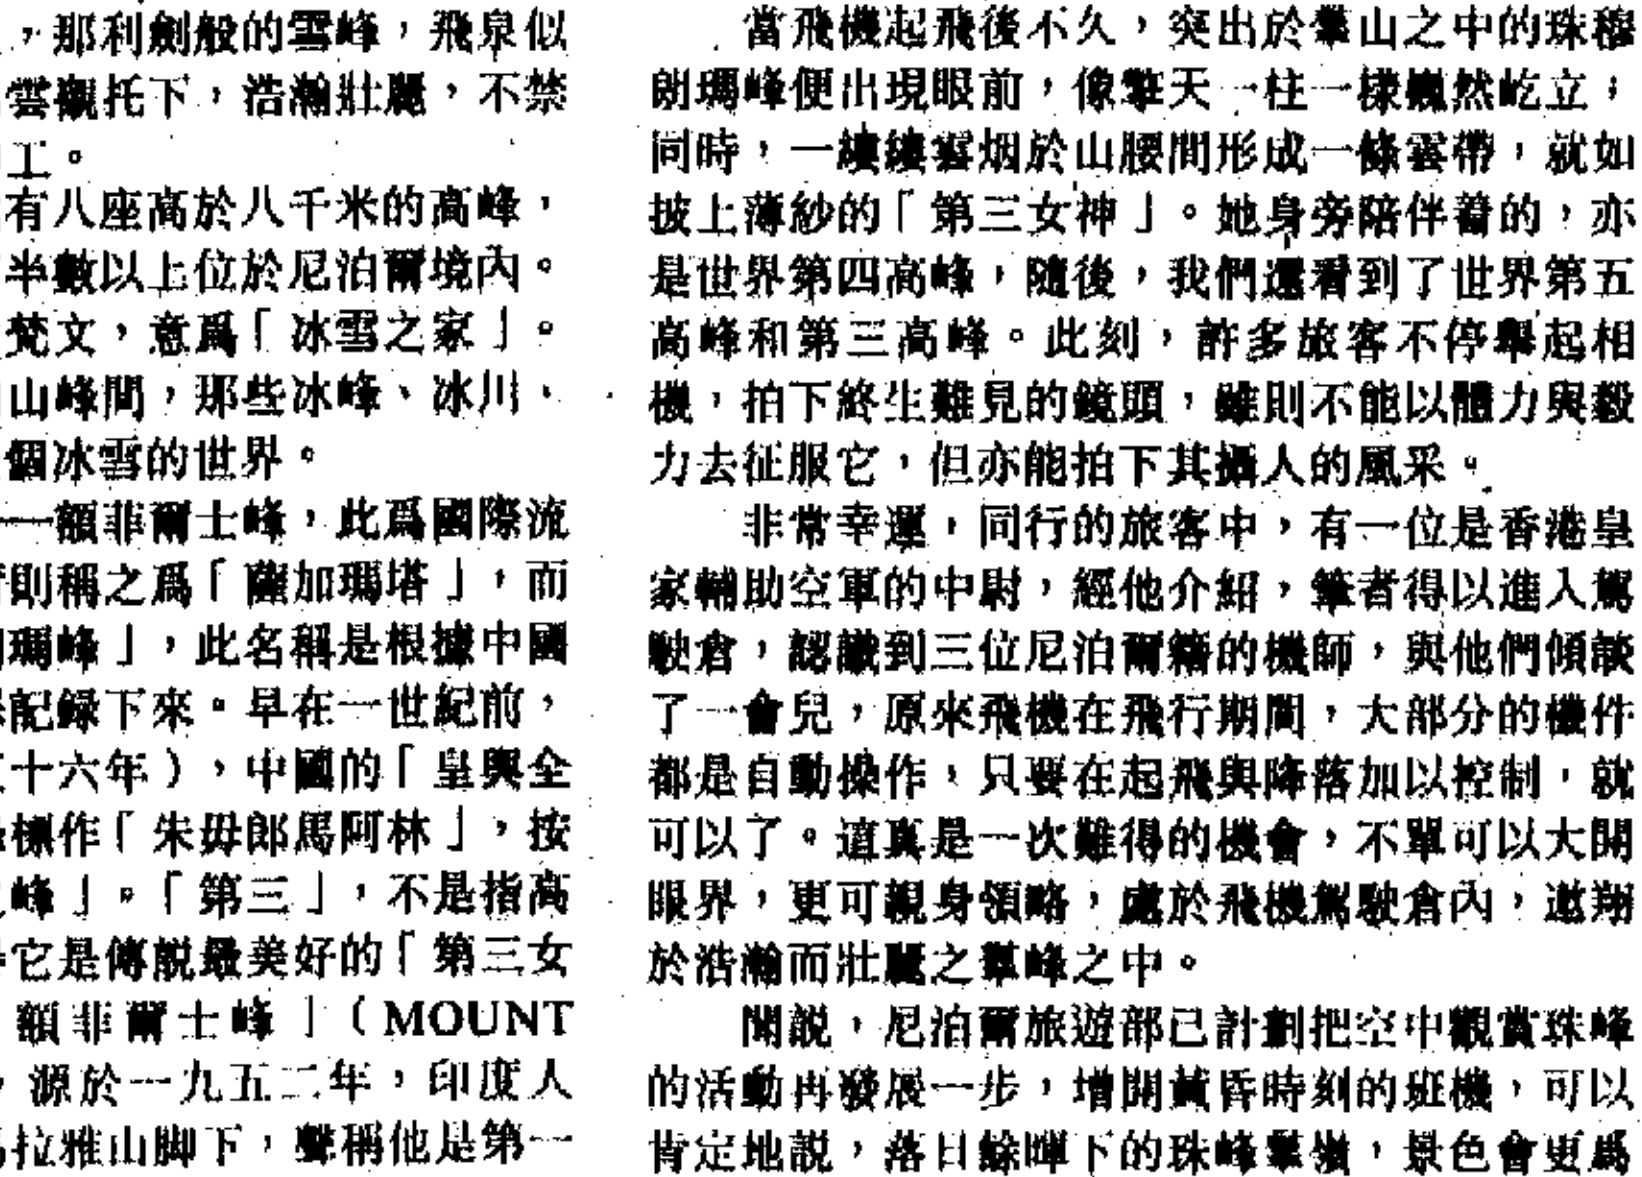 ，那利劍般的雪峰，飛泉似
雲襯托下，浩瀚壯麗，不禁
工。
有八座高於八千米的高峰，
半數以上位於尼泊爾境內。
梵文，意爲「冰雪之家」。
山峰間，那些冰峰、冰川、
個冰雪的世界。
一額菲爾士峰，此爲國際流
則稱之爲「薩加瑪塔」，而
瑪峰」，此名稱是根據中國
記錄下來。早在一世紀前，
十六年），中國的「皇輿全
標作「朱毋郎馬阿林」，按
峰」。「第三」，不是指高
它是傳說最美好的「第三女
額菲爾士峰」（MOUNT
，源於一九五二年，印度人
拉雅山脚下，聲稱他是第一
當飛機起飛後不久，突出於羣山之中的珠穆
朗瑪峰便出現眼前，像擎天一柱一樣巍然屹立；
同時，一縷縷雲烟於山腰間形成一條雲帶，就如
披上薄紗的「第三女神」。她身旁陪伴着的，亦
是世界第四高峰，隨後，我們還看到了世界第五
高峰和第三高峰。此刻，許多旅客不停舉起相
機，拍下終生難見的鏡頭，雖則不能以體力與毅
力去征服它，但亦能拍下其攝人的風采。
非常幸運，同行的旅客中，有一位是香港皇
家輔助空軍的中尉，經他介紹，筆者得以進入駕
駛倉，認識到三位尼泊爾籍的機師，與他們傾談
了一會兒，原來飛機在飛行期間，大部分的機件
都是自動操作，只要在起飛與降落加以控制，就
可以了。這真是一次難得的機會，不單可以大開
眼界，更可親身領略，處於飛機駕駛倉內，遨翔
於浩瀚而壯麗之羣峰之中。
聞說，尼泊爾旅遊部已計劃把空中觀賞珠峰
的活動再發展一步，增開黃昏時刻的班機，可以
肯定地說，落日餘暉下的珠峰羣嶺，景色會更爲